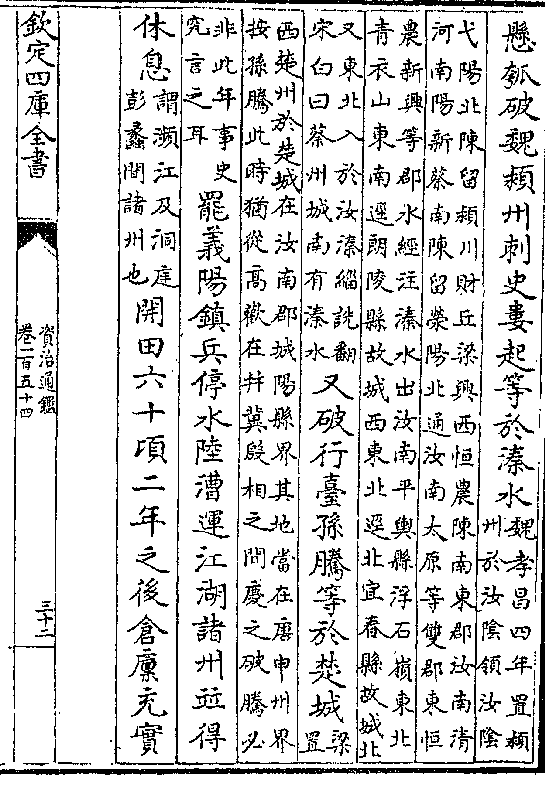 懸瓠破魏頴州刺史婁起等於溱水魏孝昌四年置頴
州於汝隂領汝隂
弋陽北陳留頴川財丘梁興西恒農陳南東郡汝南清
河南陽新蔡南陳留滎陽北通汝南太原等雙郡東恒
農新興等郡水經注溱水出汝南平輿縣浮石嶺東北
青衣山東南逕朗陵縣故城西東北逕北宜春縣故城北
又東北入於汝溱緇詵翻
宋白曰蔡州城南有溱水
又破行臺孫騰等於楚城梁
置
西楚州於楚城在汝南郡城陽縣界其地當在唐申州界
按孫騰此時猶從高歡在井冀殷相之間慶之破騰必
非此年事史
究言之耳
罷義陽鎮兵停水陸漕運江湖諸州並得
休息謂瀕江及洞庭
彭蠡間諸州也
開田六十頃二年之後倉廩充實
欽定四庫全書
資治通鑑
卷一百五十四
三十二